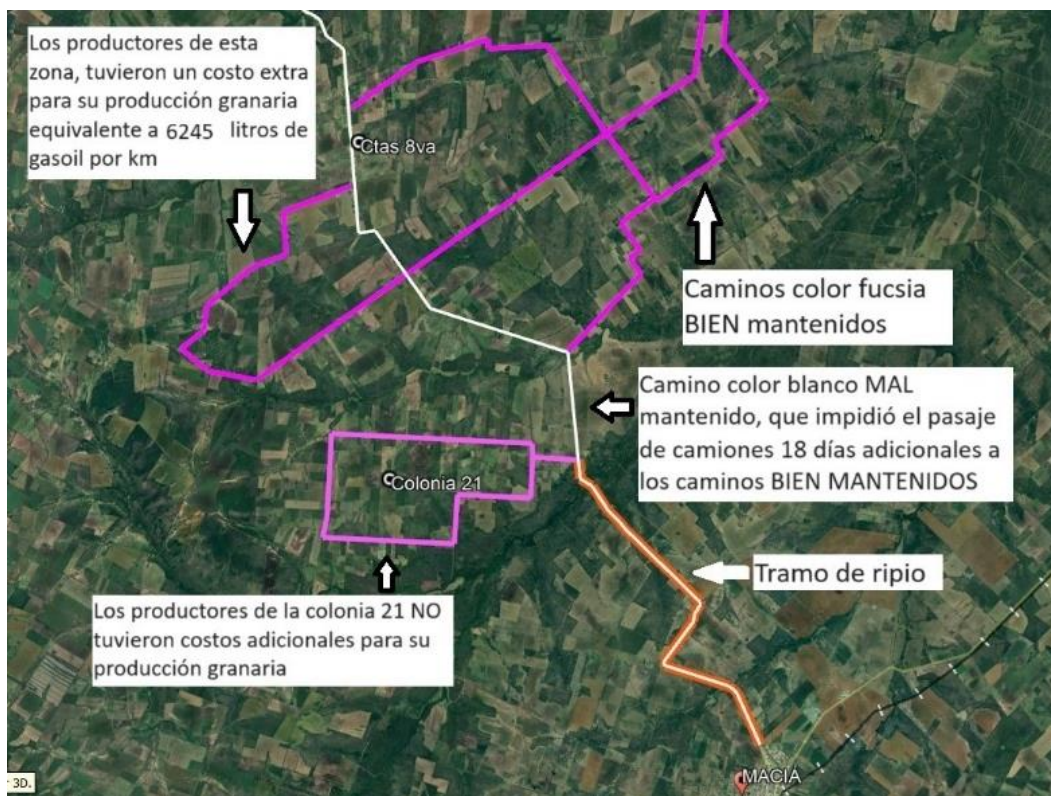 Los productores de esta
zona, tuvieron un costo extra
para su producción granaria
equivalente a 6245 litros de
gasoil por km
Ctas 8va
Caminos color fucsia
BIEN mantenidos
Camino color blanco MAL
mantenido, que impidió el pasaje
de camiones 18 días adicionales a
los caminos BIEN MANTENIDOS
Colonia 21
Tramo de ripio
Los productores de la colonia 21 NO
tuvieron costos adicionales para su
producción granaria
MACIA
3D.